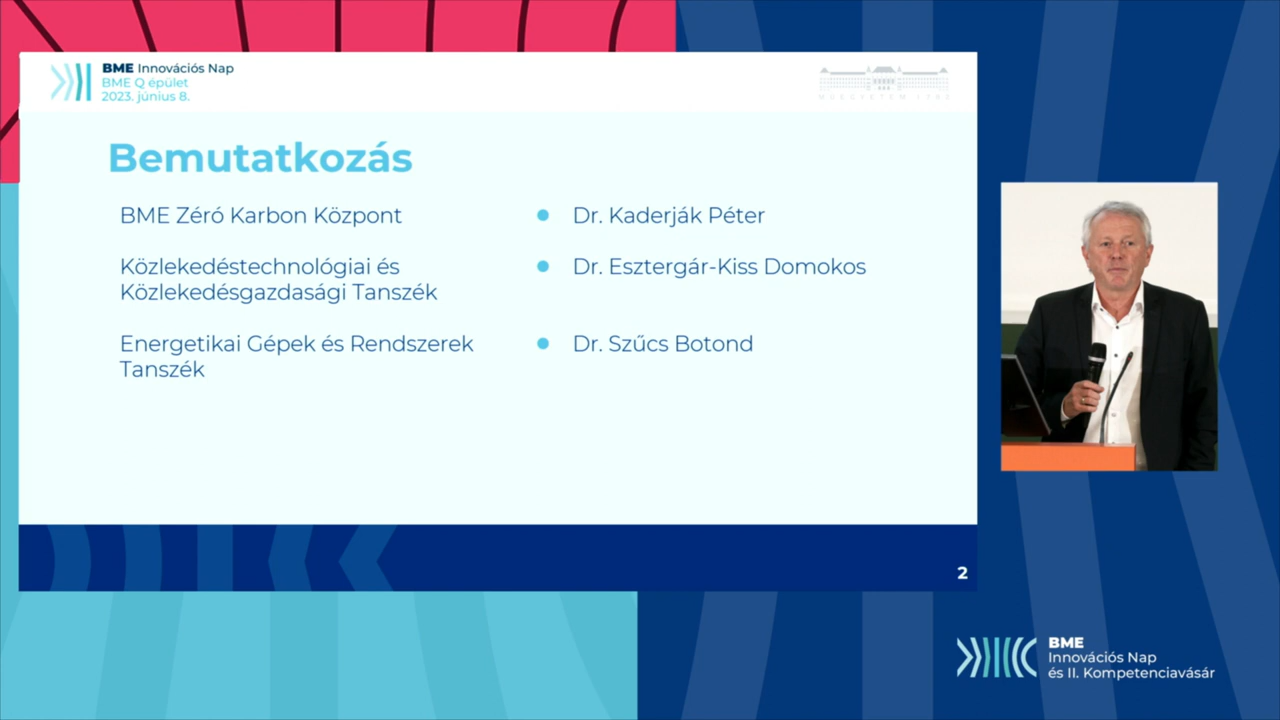 BME Innovációs Nap
BME Q épület
2023. június 8.
MŰEGYETEM 1782
Bemutatkozás
BME Zéró Karbon Központ
Dr. Kaderják Péter
Közlekedéstechnológiai és
Közlekedésgazdasági Tanszék
Dr. Esztergár-Kiss Domokos
Energetikai Gépek és Rendszerek
Tanszék
Dr. Szűcs Botond
2
BME
Innovációs Nap
és II. Kompetenciavásár